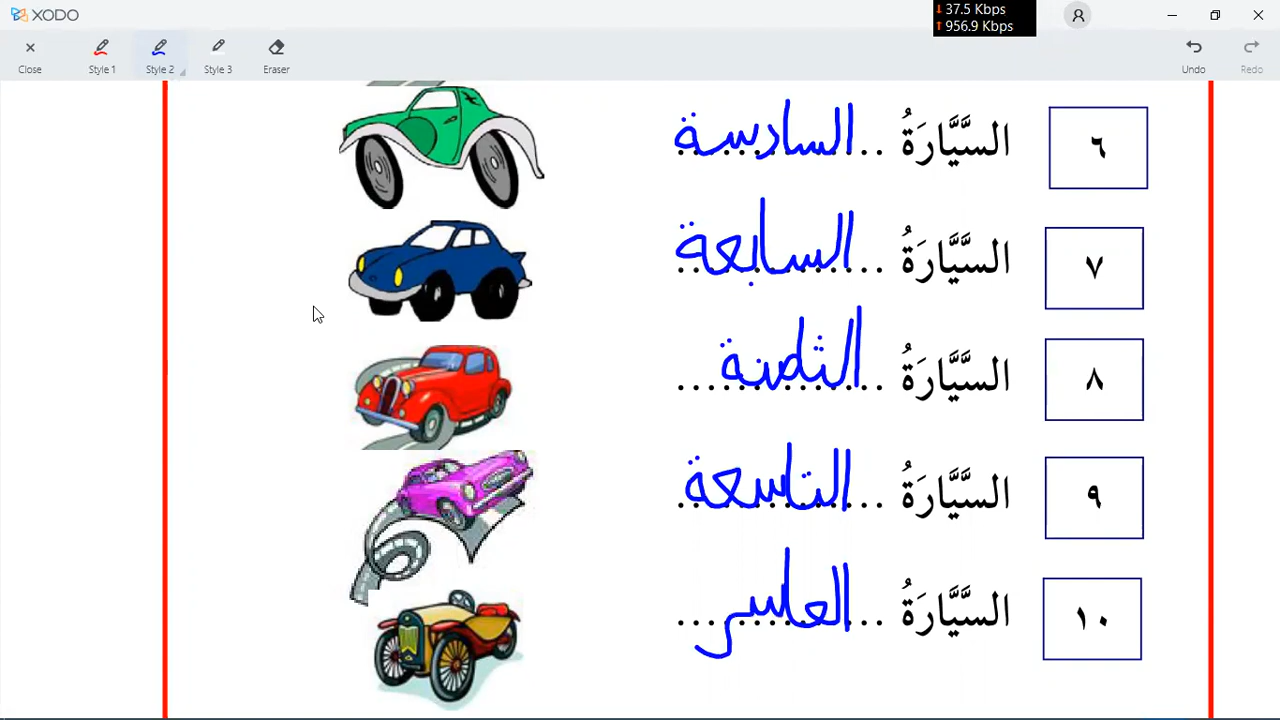 XODO
37.5 Kbps
956.9 Kbps
Close
Style 1
Style 2
Style 3
Eraser
Undo
Redo
٦ السَّيَّارَةُ السادسة
٧ السَّيَّارَةُ السابعة
٨ السَّيَّارَةُ الثامنة
٩ السَّيَّارَةُ التاسعة
١٠ السَّيَّارَةُ